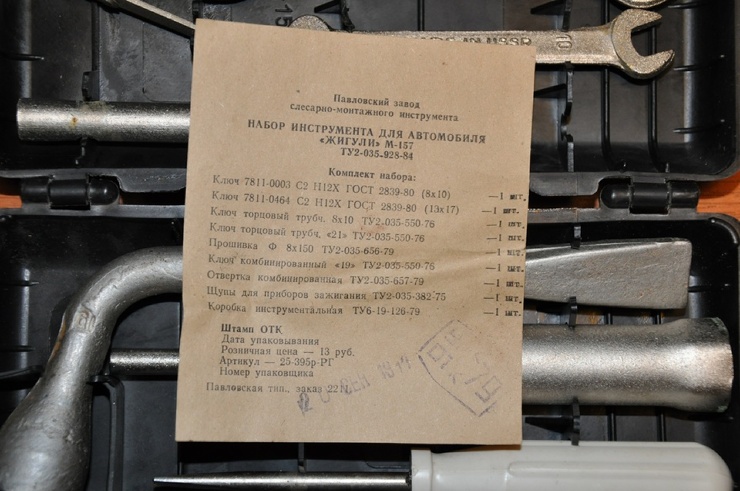 IN USSR
10
Павловский завод
слесарно-монтажного инструмента
НАБОР ИНСТРУМЕНТА ДЛЯ АВТОМОБИЛЯ
«ЖИГУЛИ» М-157
ТУ2-035-928-84
Комплект набора:
Ключ 7811-0003 С2 Н12Х ГОСТ 2839-80 (8х10) —1 шт.
Ключ 7811-0464 С2 Н12Х ГОСТ 2839-80 (13х17) —1 шт.
Ключ торцовый трубч. 8х10 ТУ2-035-550-76 —1 шт.
Ключ торцовый трубч. «21» ТУ2-035-550-76 —1 шт.
Прошивка Ф 8х150 ТУ2-035-656-79 —1 шт.
Ключ комбинированный «19» ТУ2-035-550-76 —1 шт.
Отвертка комбинированная ТУ2-035-657-79 —1 шт.
Щупы для приборов зажигания ТУ2-035-382-75 —1 шт.
Коробка инструментальная ТУ6-19-126-79 —1 шт.
Штамп ОТК
Дата упаковывания
Розничная цена — 13 руб.
Артикул — 25-395р-РГ
Номер упаковщика
Павловская тип., заказ 2211
ОТК